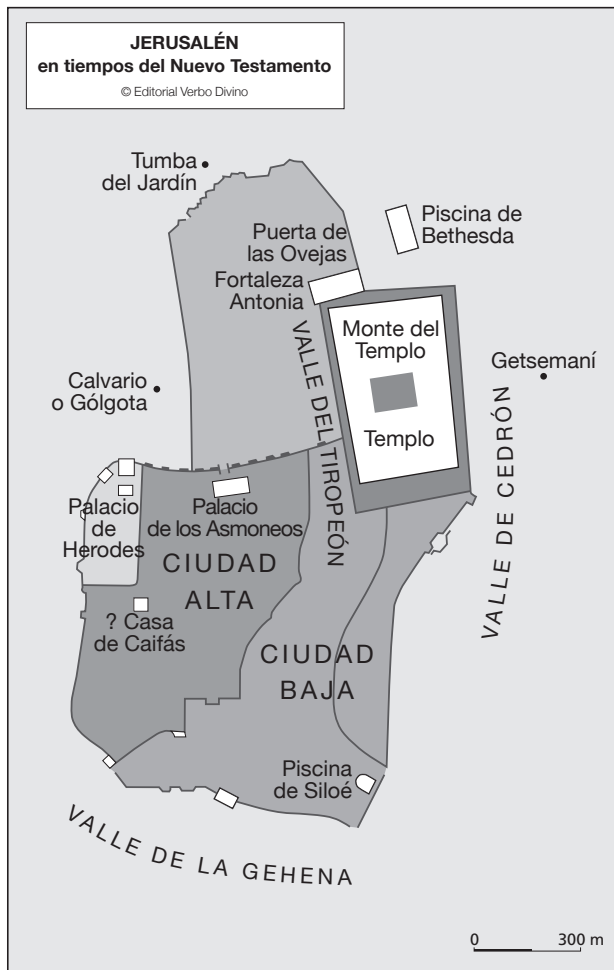 JERUSALÉN
en tiempos del Nuevo Testamento
© Editorial Verbo Divino
Tumba
del Jardín
Piscina de
Bethesda
Puerta de
las Ovejas
Fortaleza
Antonia
Monte del
Templo
Templo
Getsemaní
Calvario
o Gólgota
VALLE DEL TIROPEÓN
VALLE DE CEDRÓN
Palacio
de
Herodes
Palacio
de los Asmoneos
CIUDAD
ALTA
? Casa
de Caifás
CIUDAD
BAJA
Piscina
de Siloé
VALLE DE LA GEHENA
0 300 m